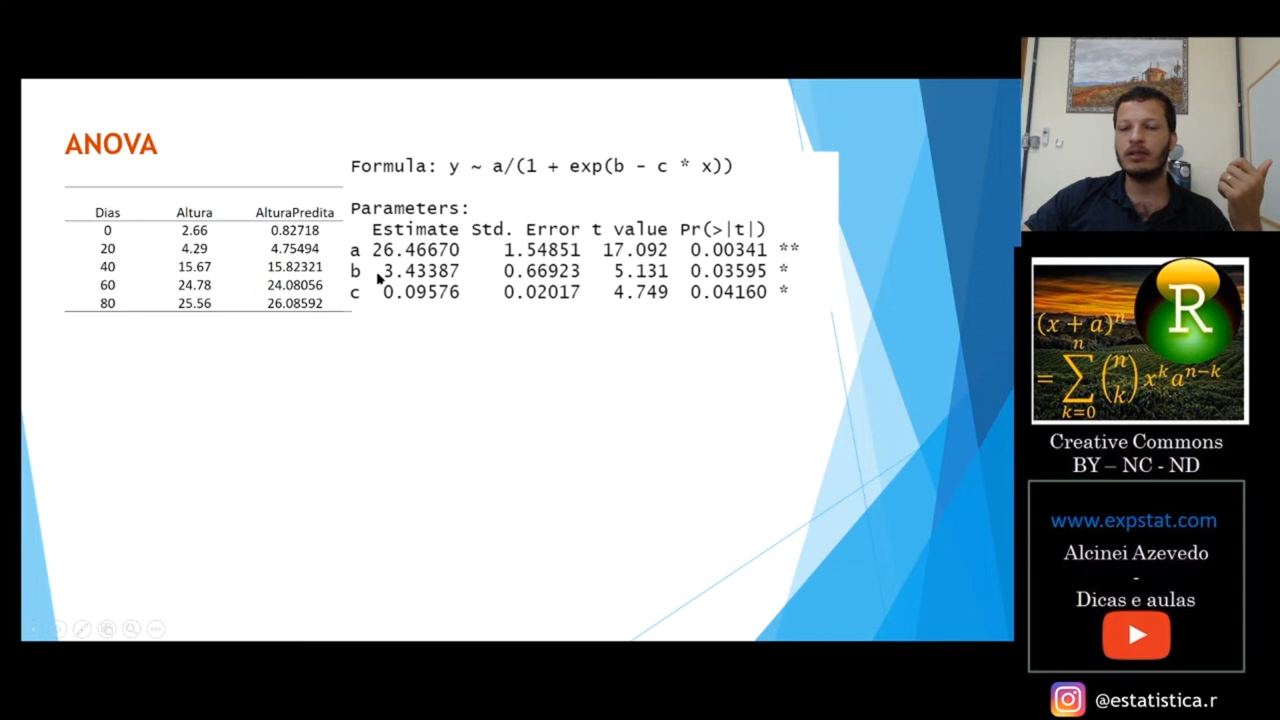 ANOVA
Formula: y ~ a/(1 + exp(b - c * x))
Dias Altura AlturaPredita
0 2.66 0.82718
20 4.29 4.75494
40 15.67 15.82321
60 24.78 24.08056
80 25.56 26.08592
Parameters:
Estimate Std. Error t value Pr(>|t|)
a 26.46670 1.54851 17.092 0.00341 **
b 3.43387 0.66923 5.131 0.03595 *
c 0.09576 0.02017 4.749 0.04160 *
R
(x + a)ⁿ
= ∑ₖ₌₀ⁿ (n k) xᵏaⁿ⁻ᵏ
Creative Commons
BY – NC - ND
www.expstat.com
Alcinei Azevedo
-
Dicas e aulas
@estatistica.r